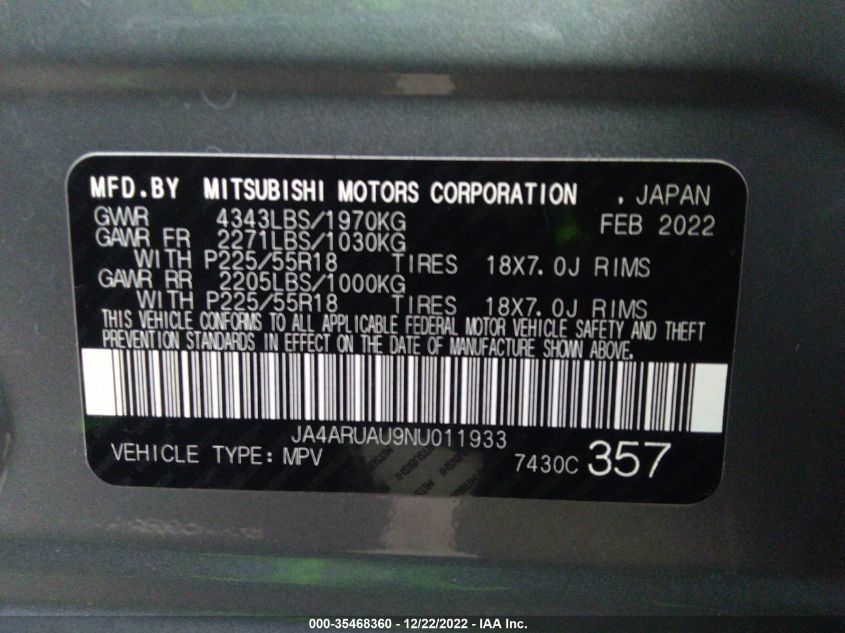 MFD.BY MITSUBISHI MOTORS CORPORATION , JAPAN
GVWR 4343LBS/1970KG FEB 2022
GAWR FR 2271LBS/1030KG
WITH P225/55R18 TIRES 18X7.0J RIMS
GAWR RR 2205LBS/1000KG
WITH P225/55R18 TIRES 18X7.0J RIMS
THIS VEHICLE CONFORMS TO ALL APPLICABLE FEDERAL MOTOR VEHICLE SAFETY AND THEFT
PREVENTION STANDARDS IN EFFECT ON THE DATE OF MANUFACTURE SHOWN ABOVE.
JA4ARUAU9NU011933
VEHICLE TYPE: MPV 7430C 357
000-35468360 - 12/22/2022 - IAA Inc.